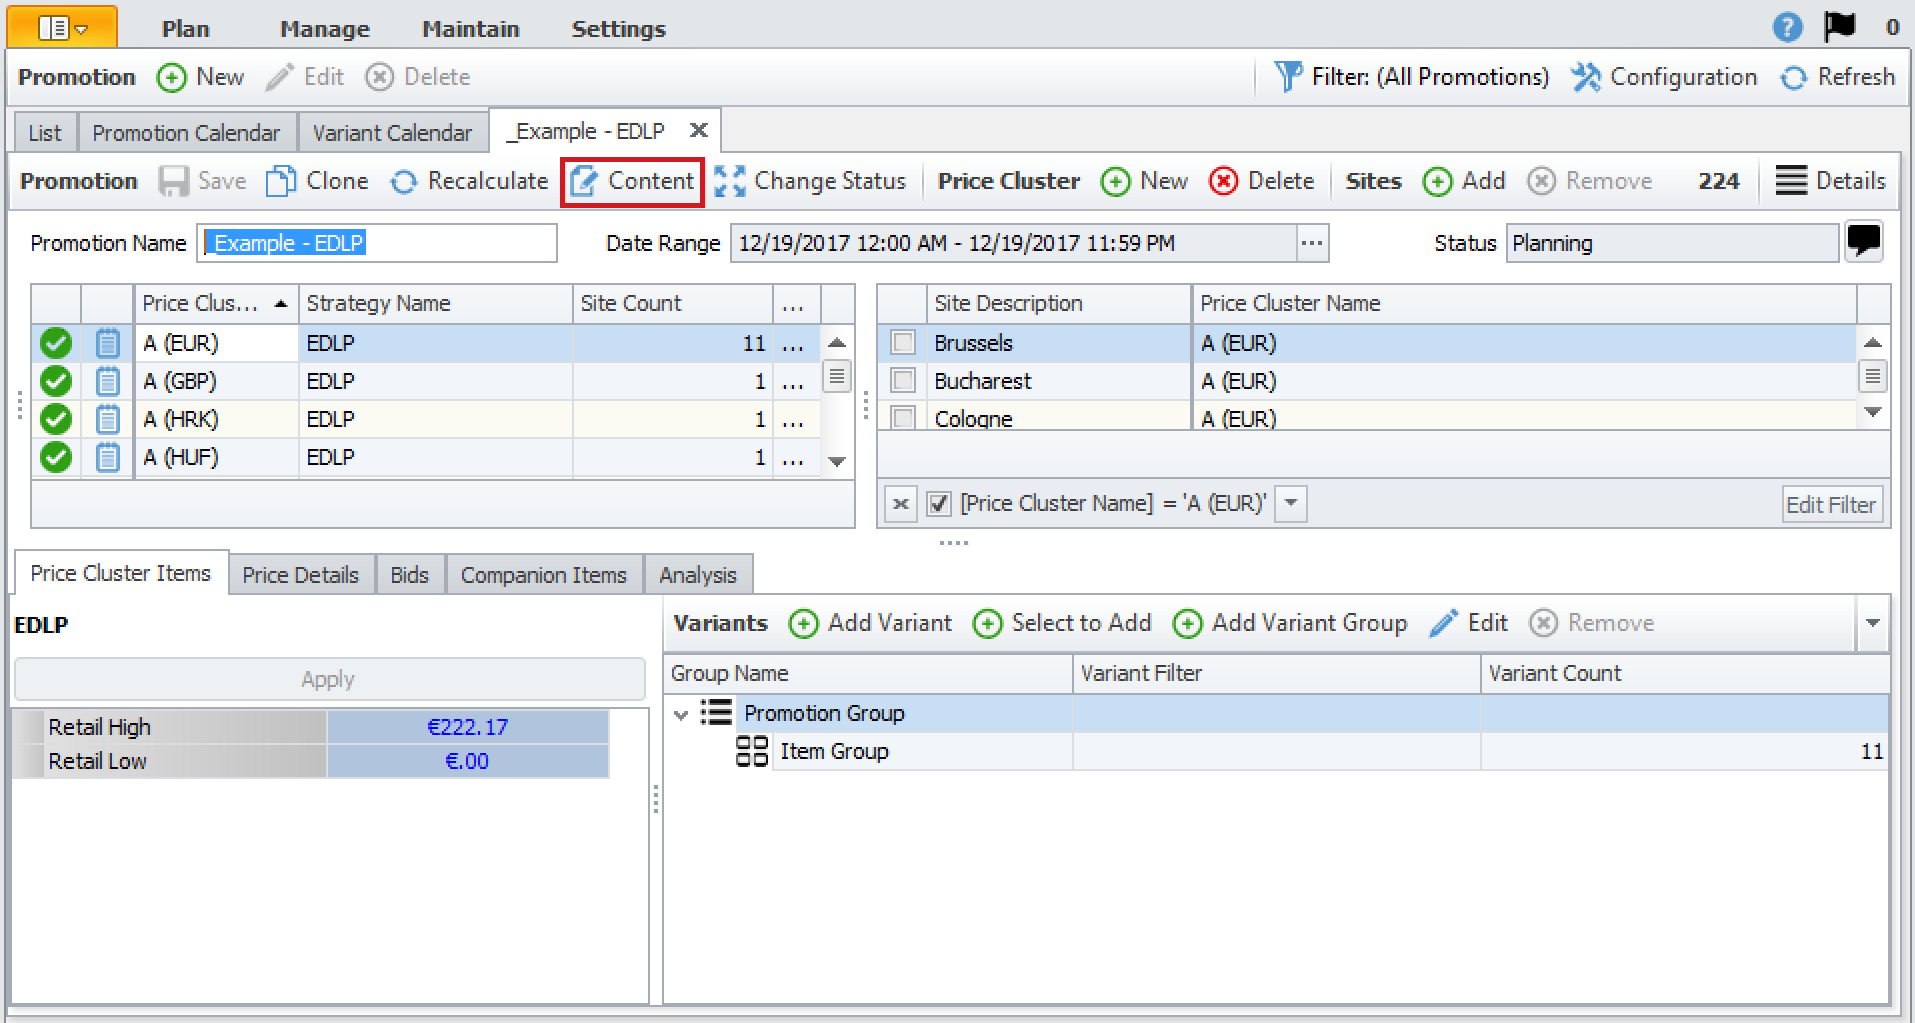 Plan Manage Maintain Settings ? 0
Promotion New Edit Delete Filter: (All Promotions) Configuration Refresh
List Promotion Calendar Variant Calendar _Example - EDLP
Promotion Save Clone Recalculate Content Change Status Price Cluster New Delete Sites Add Remove 224 Details
Promotion Name _Example - EDLP Date Range 12/19/2017 12:00 AM - 12/19/2017 11:59 PM ... Status Planning
Price Clus... Strategy Name Site Count ... Site Description Price Cluster Name
A (EUR) EDLP 11 ... Brussels A (EUR)
A (GBP) EDLP 1 ... Bucharest A (EUR)
A (HRK) EDLP 1 ... Cologne A (EUR)
A (HUF) EDLP 1 ...
[Price Cluster Name] = 'A (EUR)' Edit Filter
Price Cluster Items Price Details Bids Companion Items Analysis
EDLP Variants Add Variant Select to Add Add Variant Group Edit Remove
Apply Group Name Variant Filter Variant Count
Retail High €222.17 Promotion Group
Retail Low €.00 Item Group 11